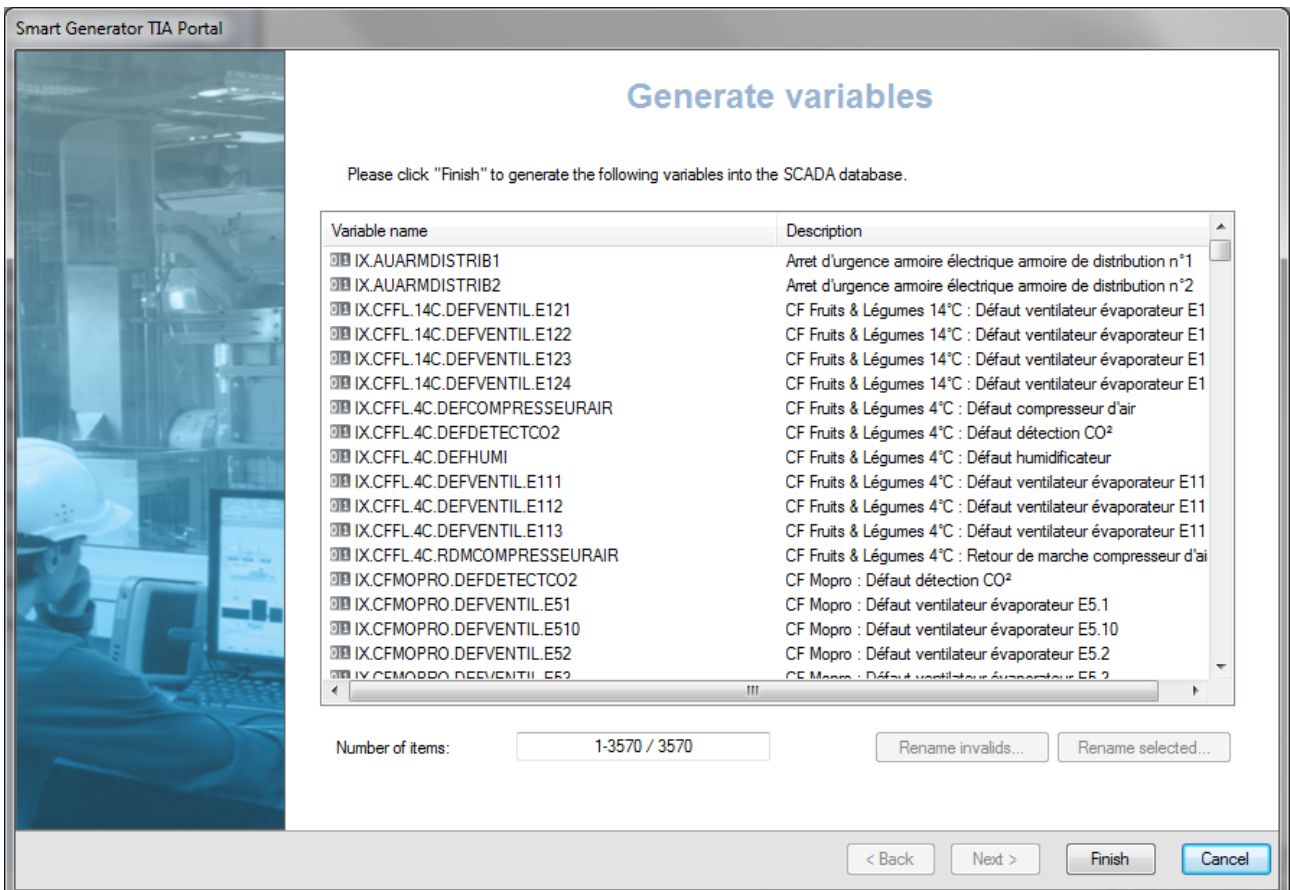 Smart Generator TIA Portal
Generate variables
Please click "Finish" to generate the following variables into the SCADA database.
Variable name Description
IX.AUARMDISTRIB1 Arret d'urgence armoire électrique armoire de distribution n°1
IX.AUARMDISTRIB2 Arret d'urgence armoire électrique armoire de distribution n°2
IX.CFFL.14C.DEFVENTIL.E121 CF Fruits & Légumes 14°C : Défaut ventilateur évaporateur E1
IX.CFFL.14C.DEFVENTIL.E122 CF Fruits & Légumes 14°C : Défaut ventilateur évaporateur E1
IX.CFFL.14C.DEFVENTIL.E123 CF Fruits & Légumes 14°C : Défaut ventilateur évaporateur E1
IX.CFFL.14C.DEFVENTIL.E124 CF Fruits & Légumes 14°C : Défaut ventilateur évaporateur E1
IX.CFFL.4C.DEFCOMPRESSEURAIR CF Fruits & Légumes 4°C : Défaut compresseur d'air
IX.CFFL.4C.DEFDETECTCO2 CF Fruits & Légumes 4°C : Défaut détection CO²
IX.CFFL.4C.DEFHUMI CF Fruits & Légumes 4°C : Défaut humidificateur
IX.CFFL.4C.DEFVENTIL.E111 CF Fruits & Légumes 4°C : Défaut ventilateur évaporateur E11
IX.CFFL.4C.DEFVENTIL.E112 CF Fruits & Légumes 4°C : Défaut ventilateur évaporateur E11
IX.CFFL.4C.DEFVENTIL.E113 CF Fruits & Légumes 4°C : Défaut ventilateur évaporateur E11
IX.CFFL.4C.RDMCOMPRESSEURAIR CF Fruits & Légumes 4°C : Retour de marche compresseur d'ai
IX.CFMOPRO.DEFDETECTCO2 CF Mopro : Défaut détection CO²
IX.CFMOPRO.DEFVENTIL.E51 CF Mopro : Défaut ventilateur évaporateur E5.1
IX.CFMOPRO.DEFVENTIL.E510 CF Mopro : Défaut ventilateur évaporateur E5.10
IX.CFMOPRO.DEFVENTIL.E52 CF Mopro : Défaut ventilateur évaporateur E5.2
IX.CFMOPRO.DEFVENTIL.E53 CF Mopro : Défaut ventilateur évaporateur E5.3
Number of items: 1-3570 / 3570 Rename invalids... Rename selected...
< Back Next > Finish Cancel